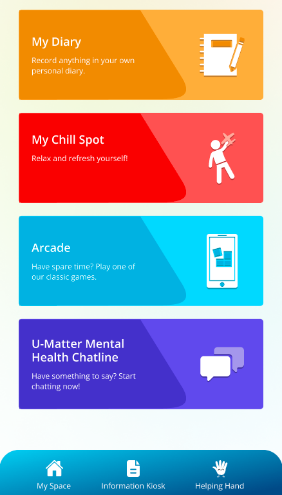 My Diary
Record anything in your own
personal diary.
My Chill Spot
Relax and refresh yourself!
Arcade
Have spare time? Play one of
our classic games.
U-Matter Mental
Health Chatline
Have something to say? Start
chatting now!
My Space
Information Kiosk
Helping Hand